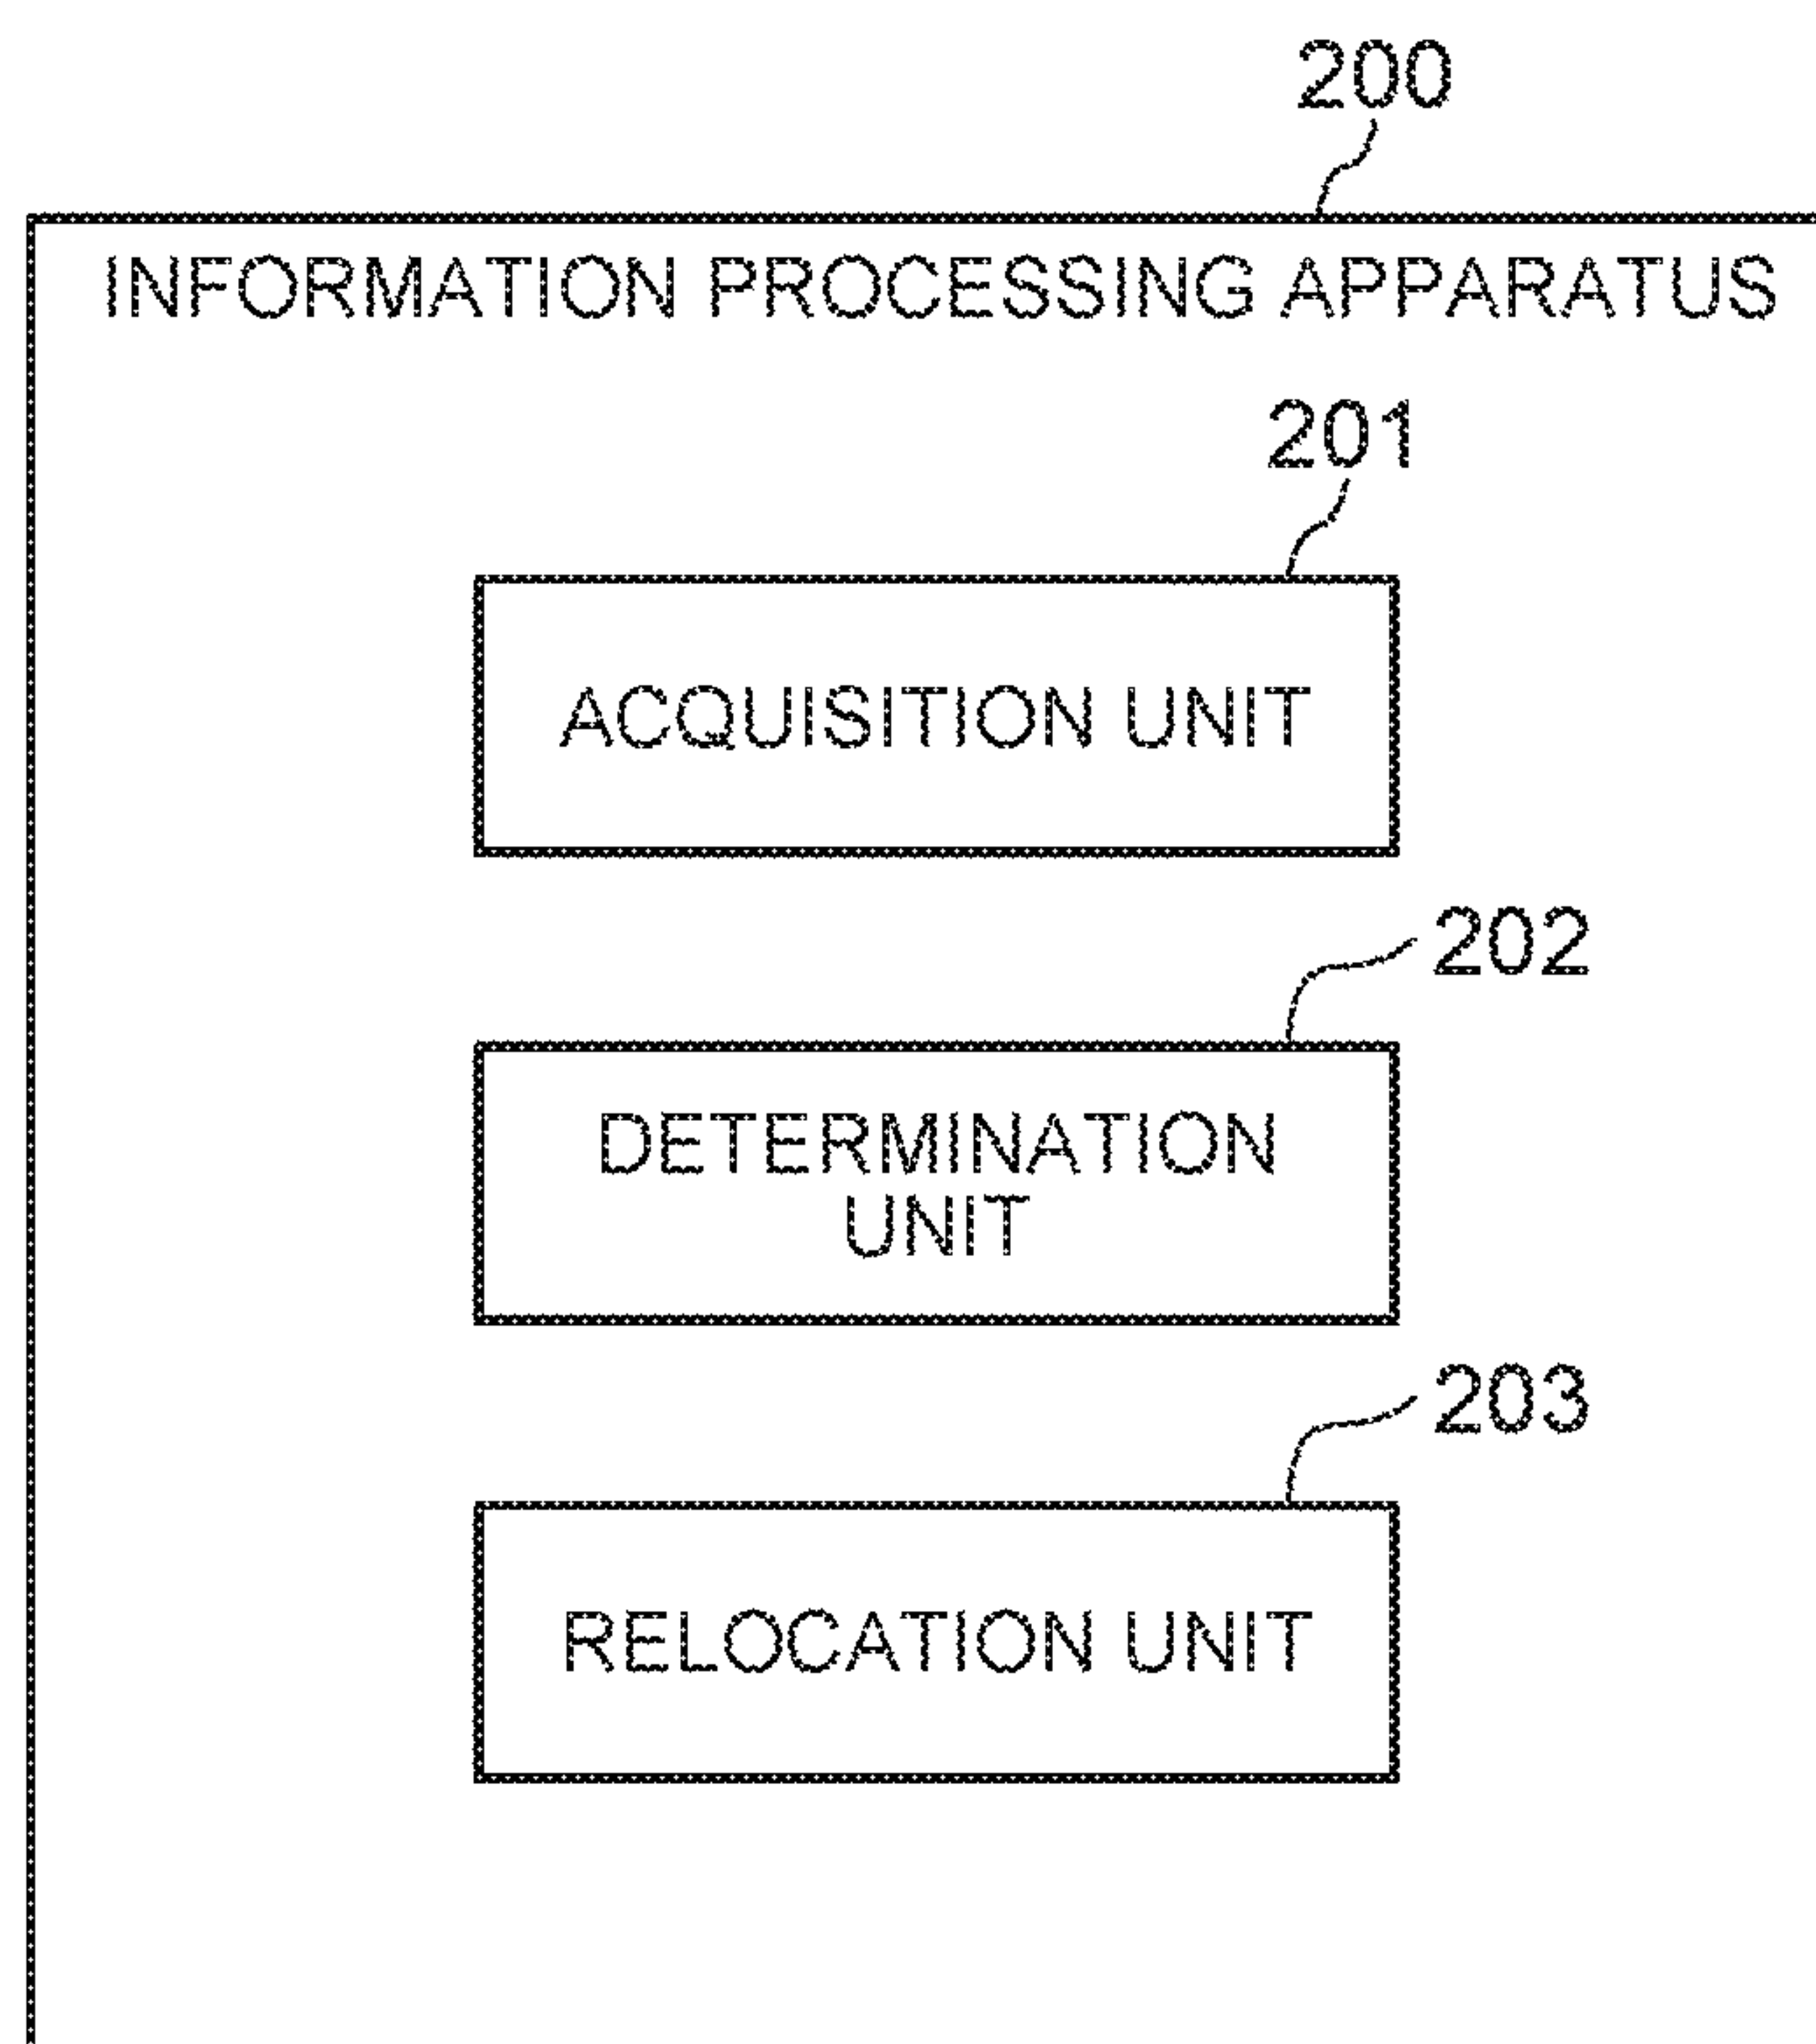 200
INFORMATION PROCESSING APPARATUS
201
ACQUISITION UNIT
202
DETERMINATION
UNIT
203
RELOCATION UNIT